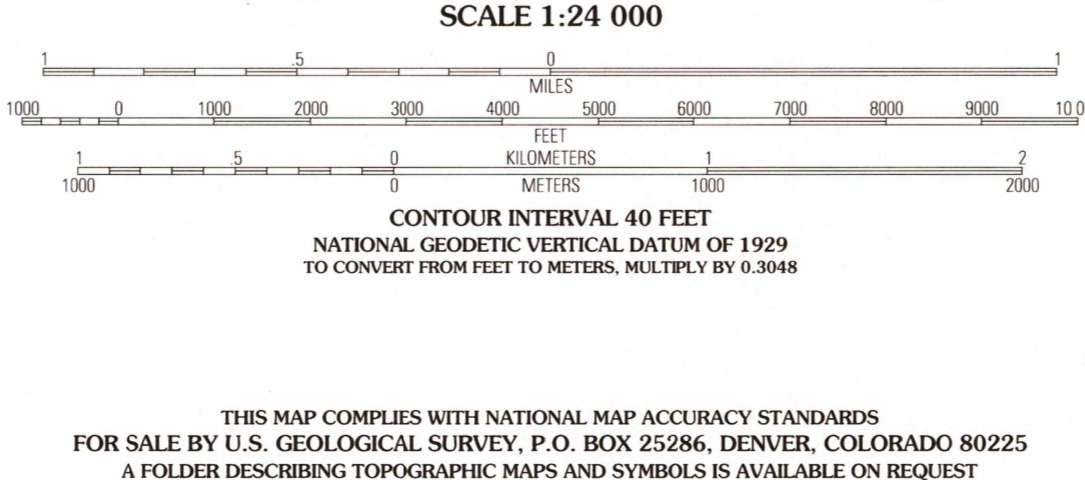 SCALE 1:24 000
1 .5 0 1
MILES
1000 0 1000 2000 3000 4000 5000 6000 7000 8000 9000 10 0
FEET
1 .5 0 KILOMETERS 1 2
1000 0 METERS 1000 2000
CONTOUR INTERVAL 40 FEET
NATIONAL GEODETIC VERTICAL DATUM OF 1929
TO CONVERT FROM FEET TO METERS, MULTIPLY BY 0.3048
THIS MAP COMPLIES WITH NATIONAL MAP ACCURACY STANDARDS
FOR SALE BY U.S. GEOLOGICAL SURVEY, P.O. BOX 25286, DENVER, COLORADO 80225
A FOLDER DESCRIBING TOPOGRAPHIC MAPS AND SYMBOLS IS AVAILABLE ON REQUEST